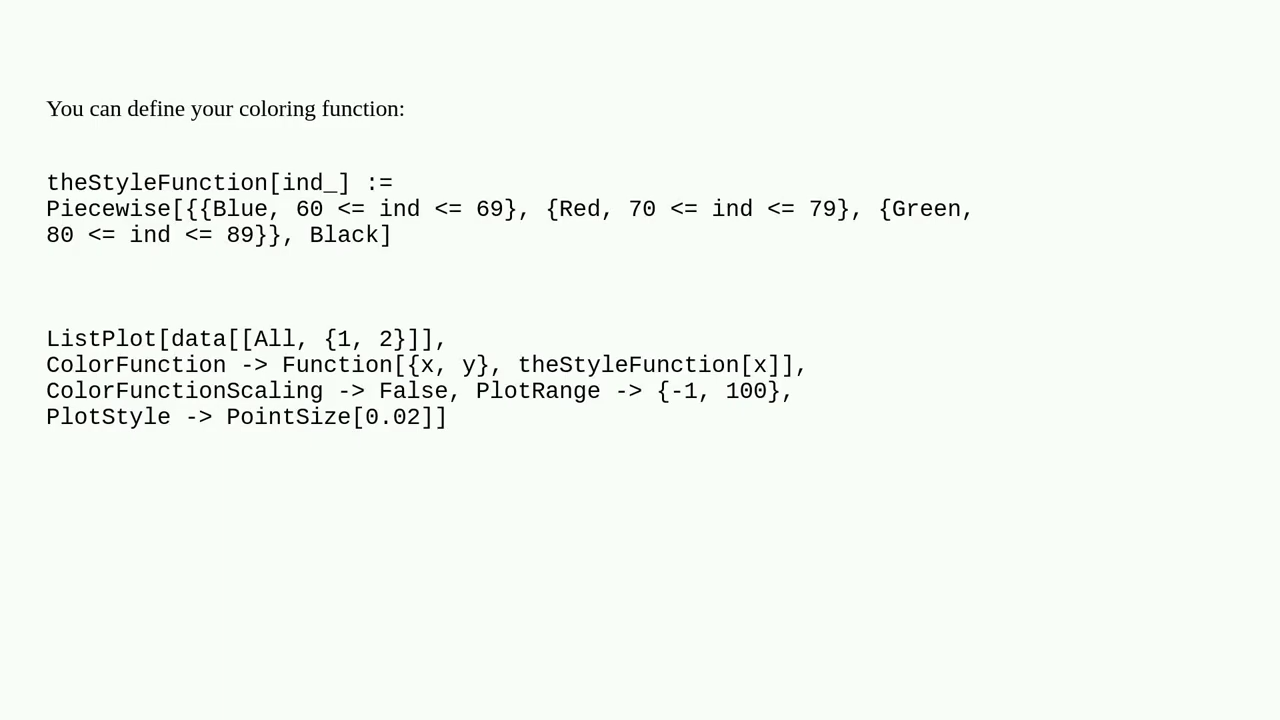 You can define your coloring function:
theStyleFunction[ind_] :=
Piecewise[{{Blue, 60 <= ind <= 69}, {Red, 70 <= ind <= 79}, {Green,
80 <= ind <= 89}}, Black]
ListPlot[data[[All, {1, 2}]],
ColorFunction -> Function[{x, y}, theStyleFunction[x]],
ColorFunctionScaling -> False, PlotRange -> {-1, 100},
PlotStyle -> PointSize[0.02]]